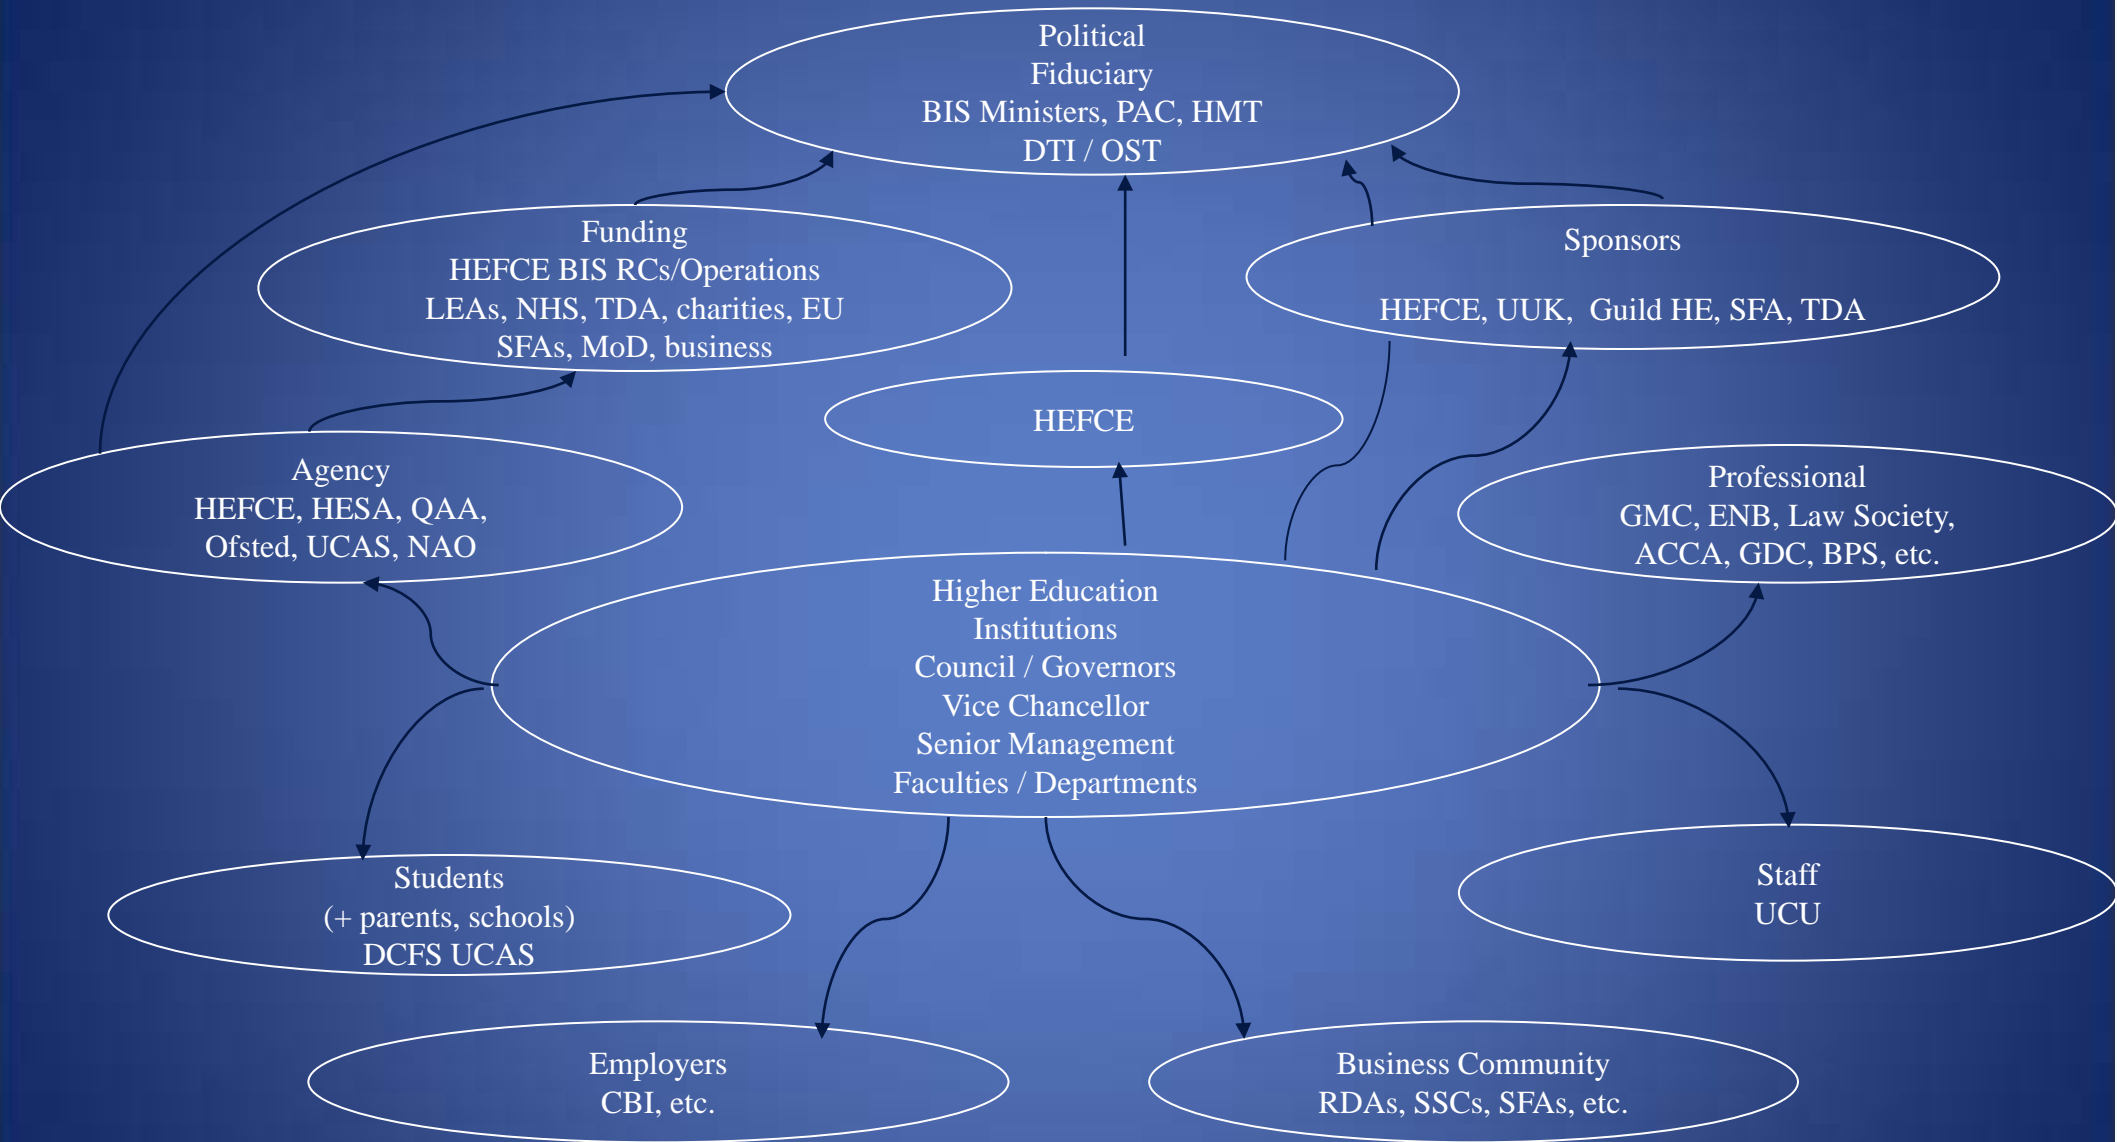 Political
Fiduciary
BIS Ministers, PAC, HMT
DTI / OST
Funding
HEFCE BIS RCs/Operations
LEAs, NHS, TDA, charities, EU
SFAs, MoD, business
Sponsors
HEFCE, UUK, Guild HE, SFA, TDA
HEFCE
Agency
HEFCE, HESA, QAA,
Ofsted, UCAS, NAO
Professional
GMC, ENB, Law Society,
ACCA, GDC, BPS, etc.
Higher Education
Institutions
Council / Governors
Vice Chancellor
Senior Management
Faculties / Departments
Students
(+ parents, schools)
DCFS UCAS
Staff
UCU
Employers
CBI, etc.
Business Community
RDAs, SSCs, SFAs, etc.